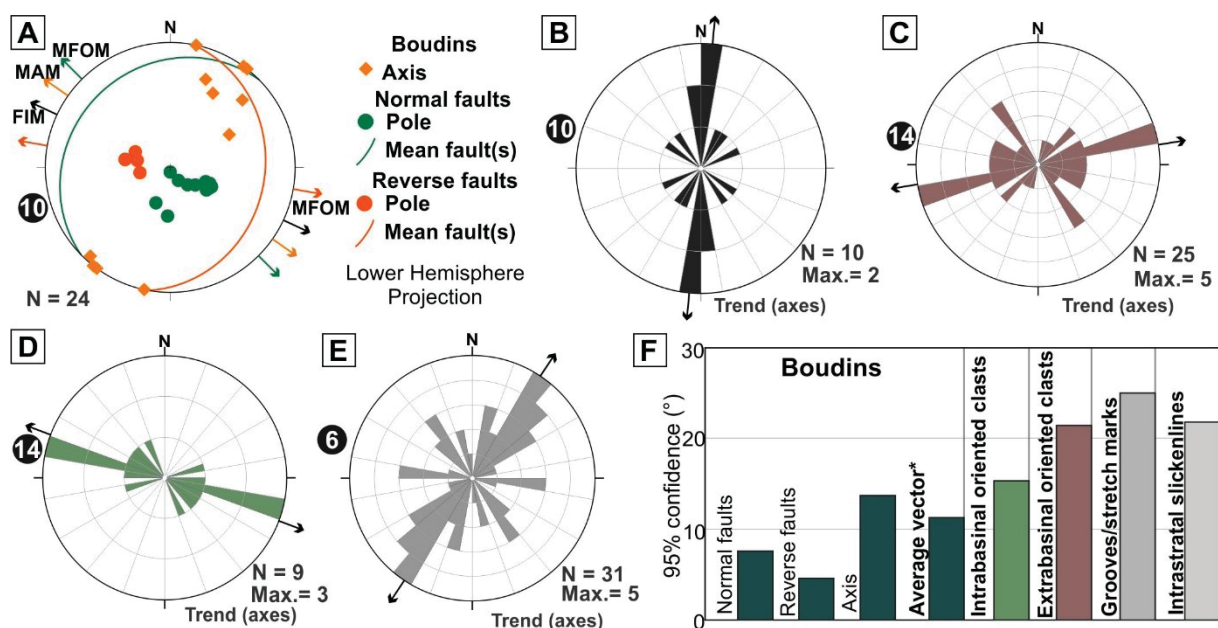 A
N
MFOM
MAM
FIM
10
MFOM
N = 24
Boudins
Axis
Normal faults
Pole
Mean fault(s)
Reverse faults
Pole
Mean fault(s)
Lower Hemisphere
Projection
B
N
10
N = 10
Max.= 2
Trend (axes)
C
N
14
N = 25
Max.= 5
Trend (axes)
D
N
14
N = 9
Max.= 3
Trend (axes)
E
N
6
N = 31
Max.= 5
Trend (axes)
F
95% confidence (°)
30
20
10
0
Boudins
Normal faults
Reverse faults
Axis
Average vector*
Intrabasinal oriented clasts
Extrabasinal oriented clasts
Grooves/stretch marks
Intrastratal slickenlines